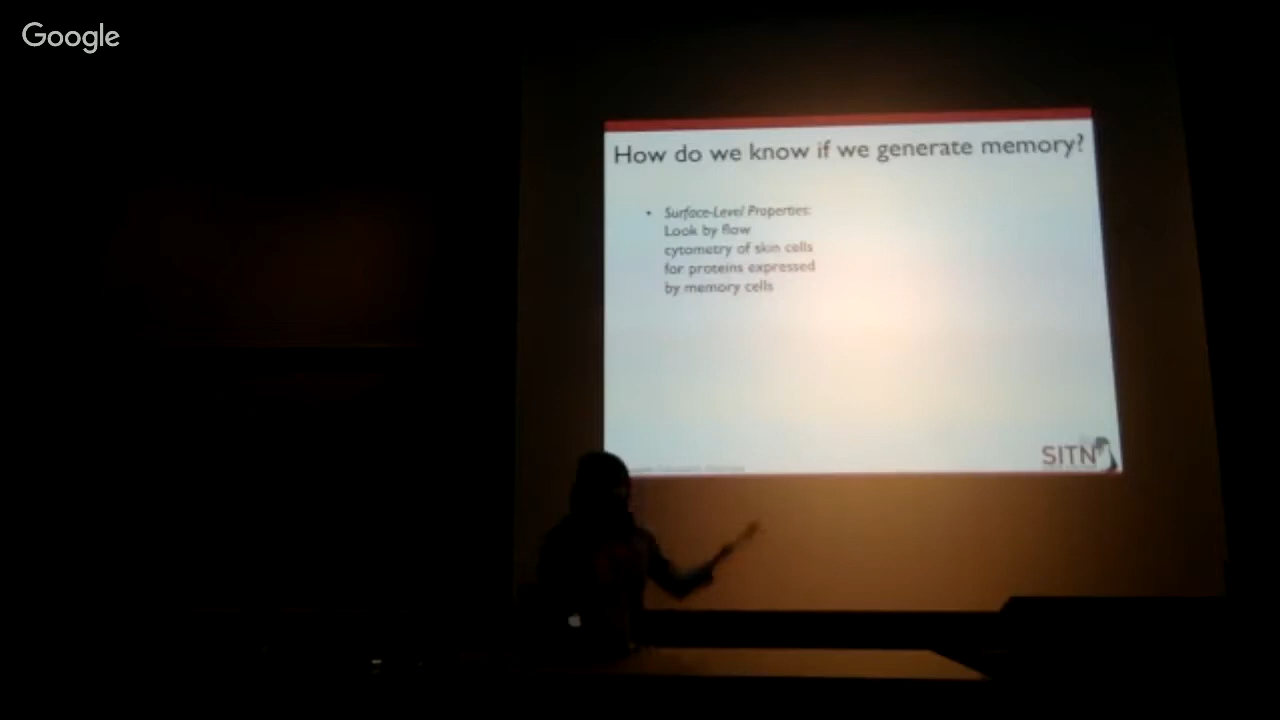 Google
How do we know if we generate memory?
• Surface-Level Properties:
Look by flow
cytometry of skin cells
for proteins expressed
by memory cells
SITN